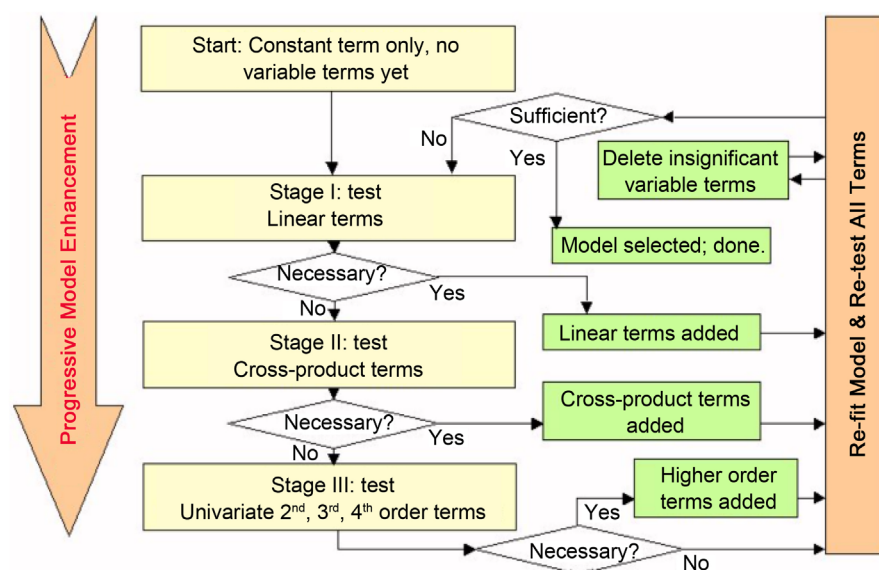 Progressive Model Enhancement
Start: Constant term only, no
variable terms yet
Sufficient?
No
Yes
Delete insignificant
variable terms
Stage I: test
Linear terms
Model selected; done.
Necessary?
Yes
No
Linear terms added
Stage II: test
Cross-product terms
Cross-product terms
added
Necessary?
Yes
No
Stage III: test
Univariate 2nd, 3rd, 4th order terms
Higher order
terms added
Yes
Necessary?
No
Re-fit Model & Re-test All Terms